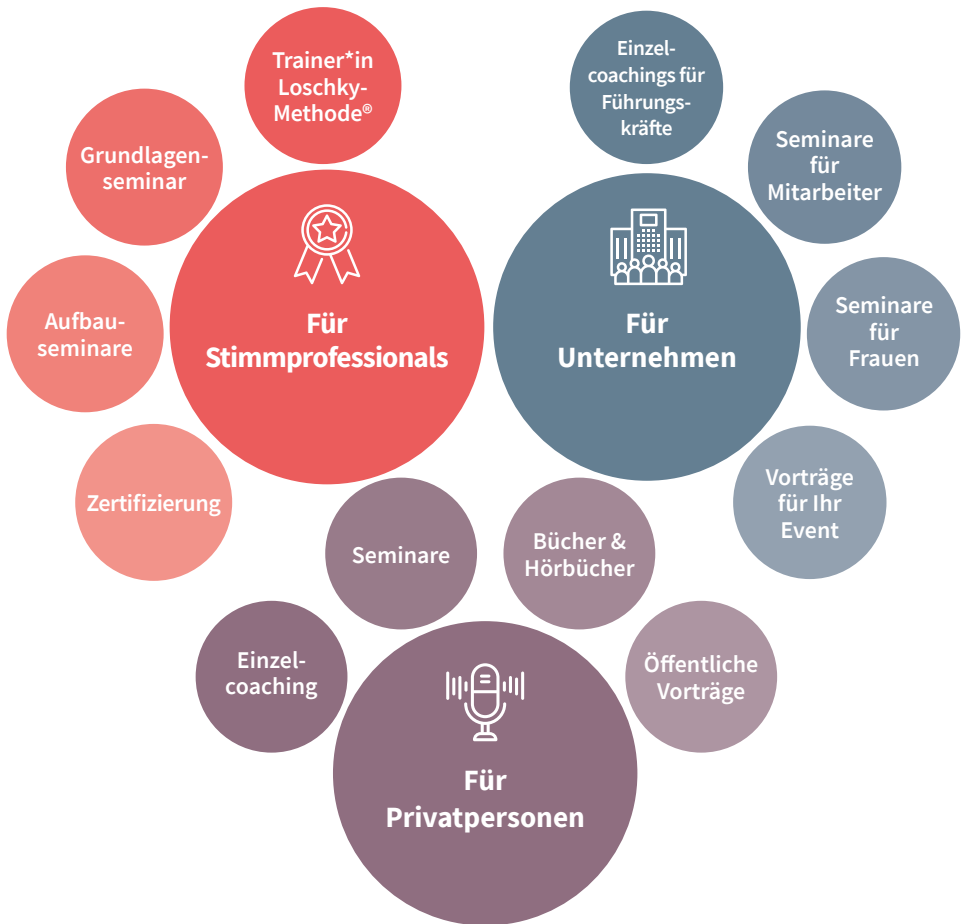 Trainer*in
Loschky-
Methode®
Grundlagen-
seminar
Aufbau-
seminare
Zertifizierung
Für
Stimmprofessionals
Einzel-
coachings für
Führungs-
kräfte
Seminare
für
Mitarbeiter
Seminare
für
Frauen
Vorträge
für Ihr
Event
Für
Unternehmen
Seminare
Bücher &
Hörbücher
Einzel-
coaching
Öffentliche
Vorträge
Für
Privatpersonen